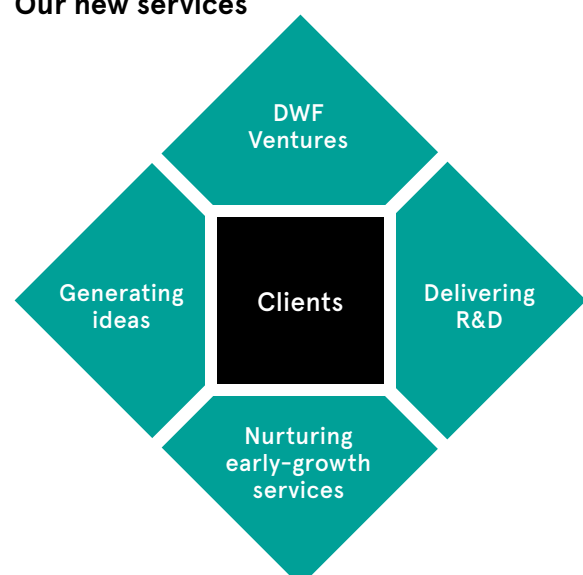 Our new services
DWF
Ventures
Generating
ideas
Clients
Delivering
R&D
Nurturing
early-growth
services